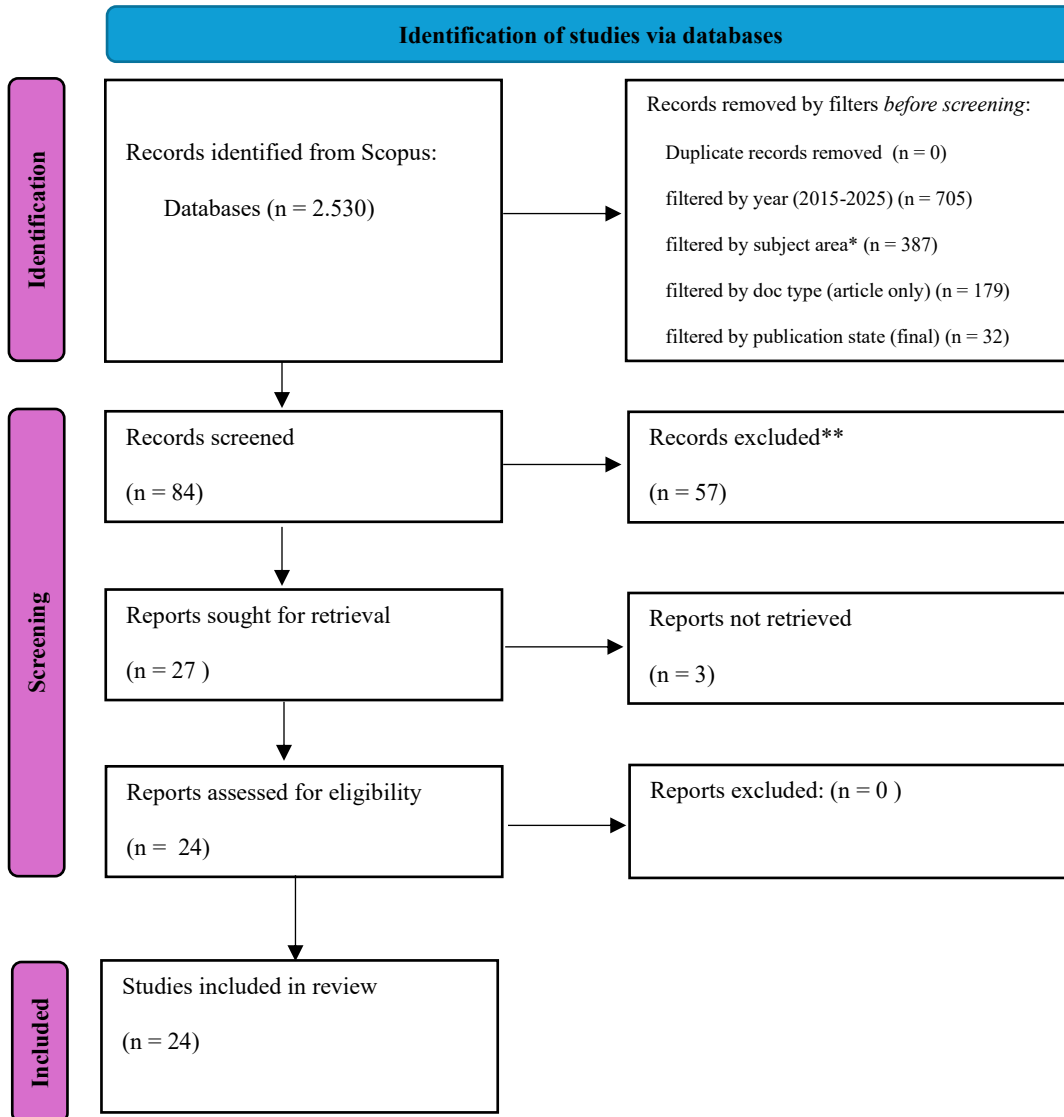 Identification of studies via databases
Identification
Records identified from Scopus:
Databases (n = 2.530)
Records removed by filters before screening:
Duplicate records removed (n = 0)
filtered by year (2015-2025) (n = 705)
filtered by subject area* (n = 387)
filtered by doc type (article only) (n = 179)
filtered by publication state (final) (n = 32)
Screening
Records screened
(n = 84)
Records excluded**
(n = 57)
Reports sought for retrieval
(n = 27 )
Reports not retrieved
(n = 3)
Reports assessed for eligibility
(n = 24)
Reports excluded: (n = 0 )
Included
Studies included in review
(n = 24)